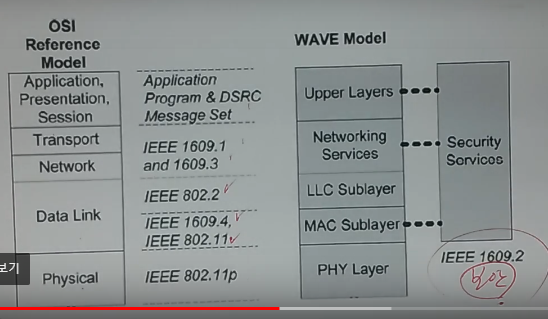 OSI
Reference
Model
WAVE Model
Application,
Presentation,
Session
Transport
Network
Data Link
Physical
Application
Program & DSRC
Message Set
IEEE 1609.1
and 1609.3
IEEE 802.2
IEEE 1609.4,
IEEE 802.11
IEEE 802.11p
Upper Layers
Networking
Services
LLC Sublayer
MAC Sublayer
PHY Layer
Security
Services
IEEE 1609.2
보안
보기